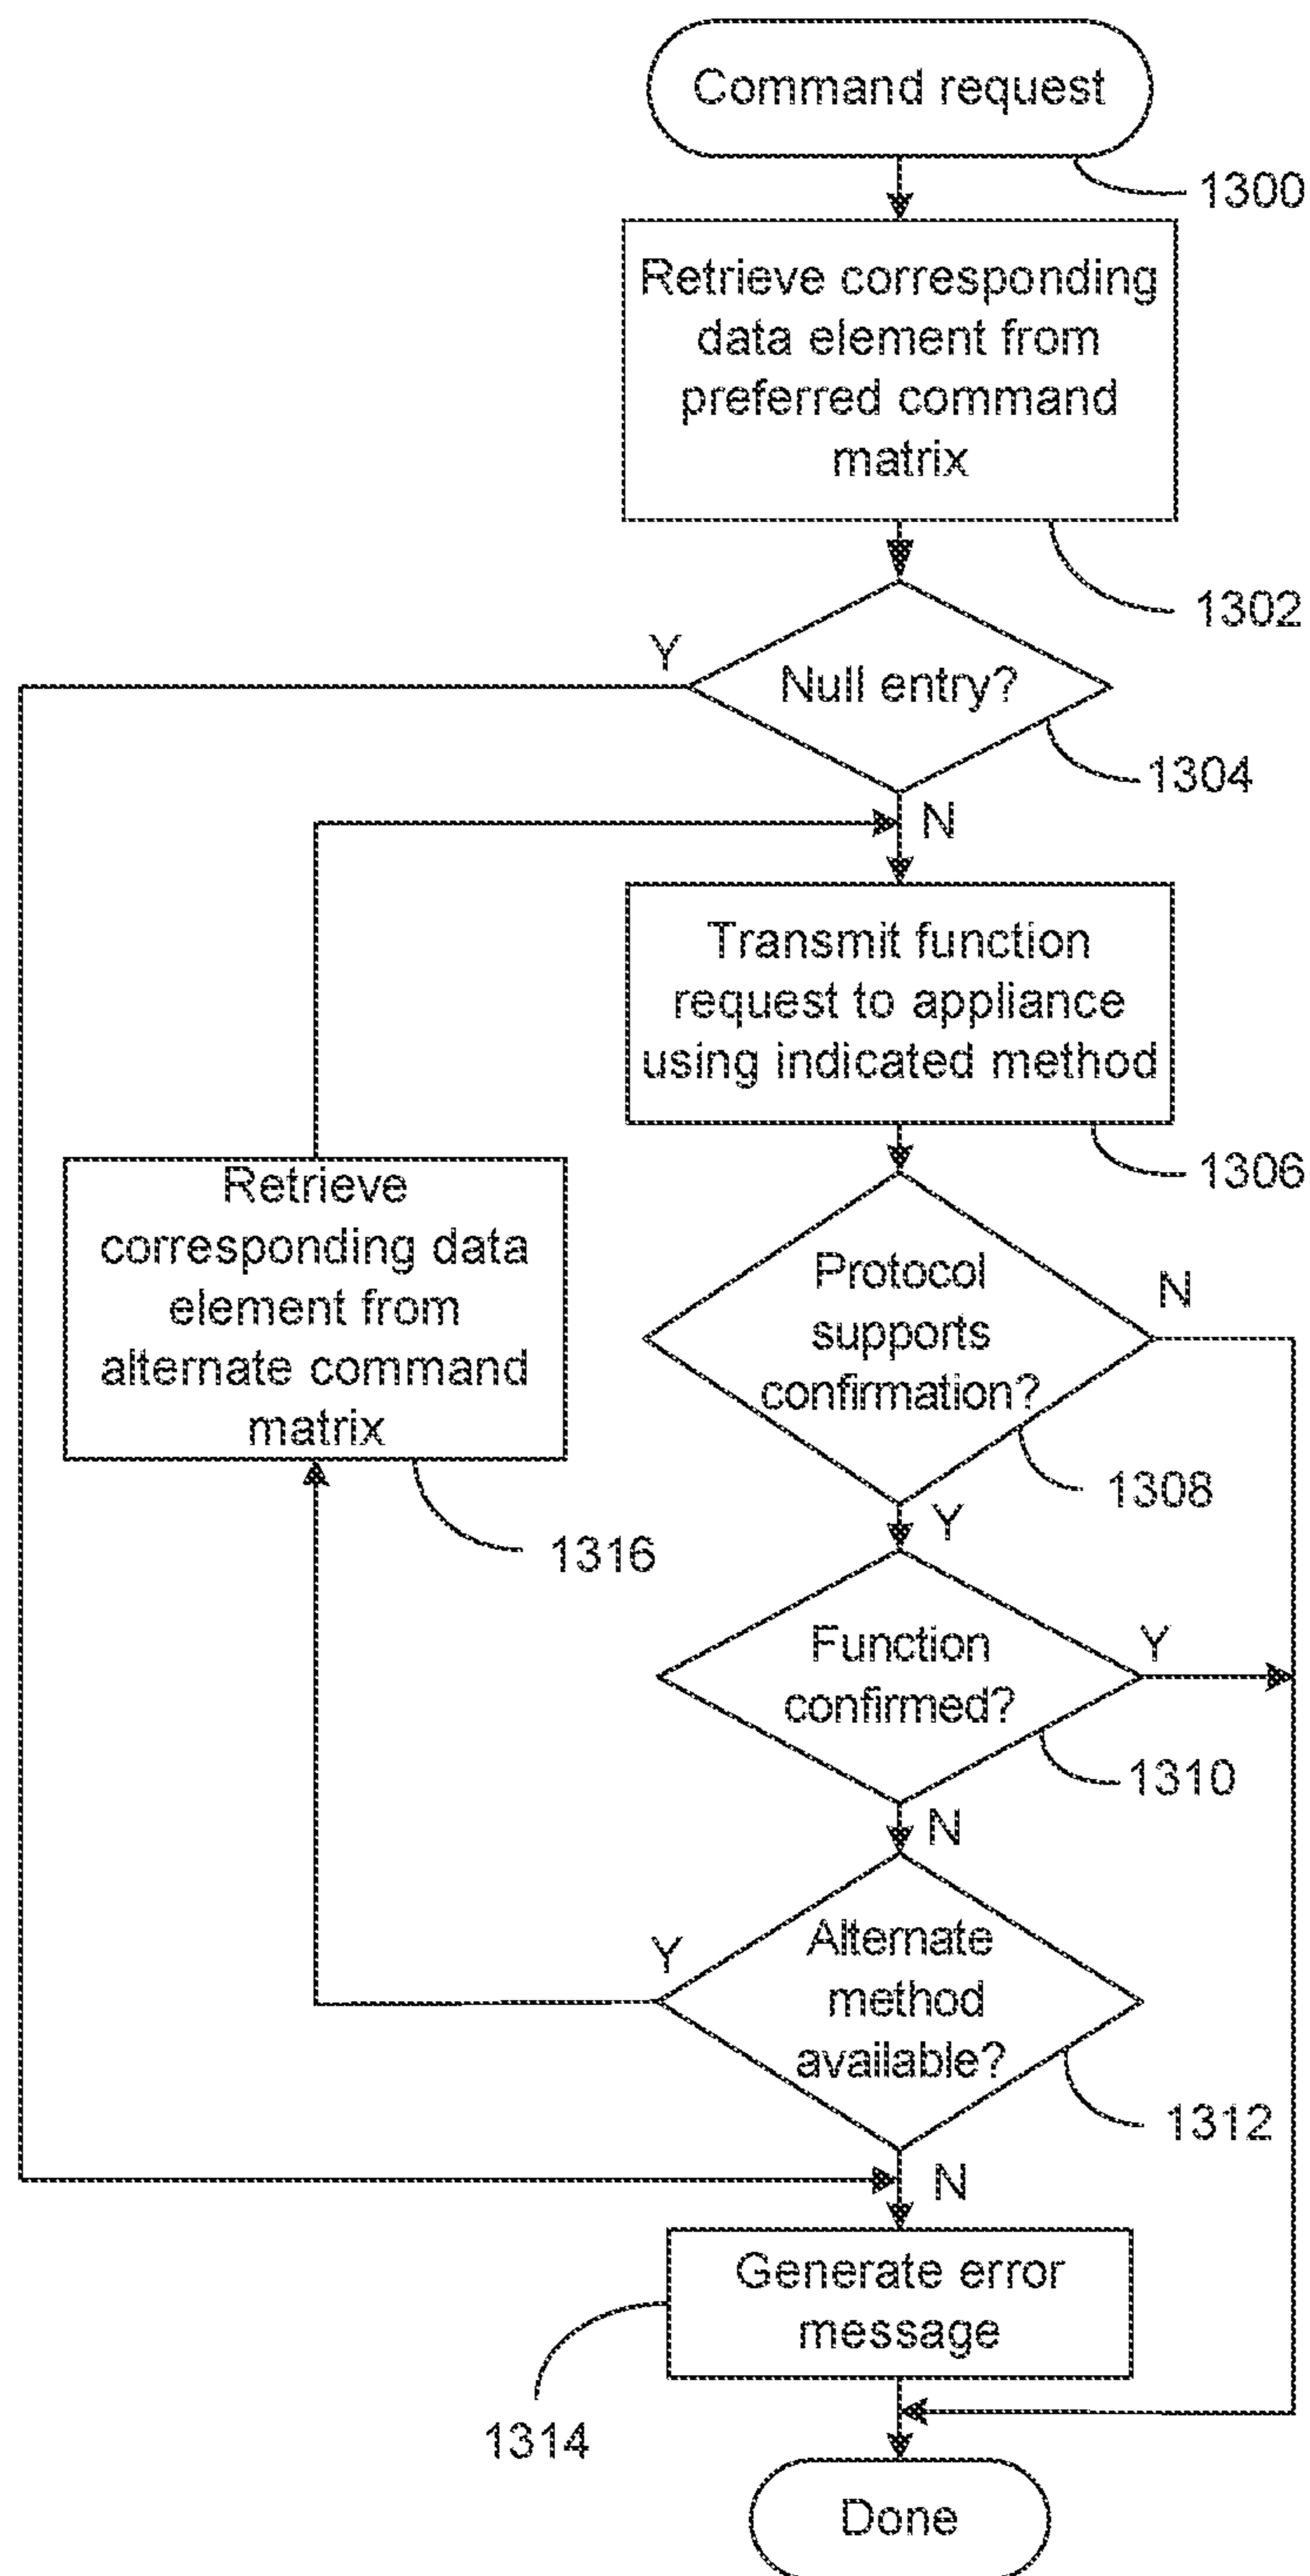 Command request
1300
Retrieve corresponding
data element from
preferred command
matrix
1302
Y
Null entry?
1304
N
Transmit function
request to appliance
using indicated method
1306
Retrieve
corresponding data
element from
alternate command
matrix
1316
Protocol
supports
confirmation?
N
1308
Y
Function
confirmed?
Y
1310
N
Alternate
method
available?
Y
1312
N
Generate error
message
1314
Done